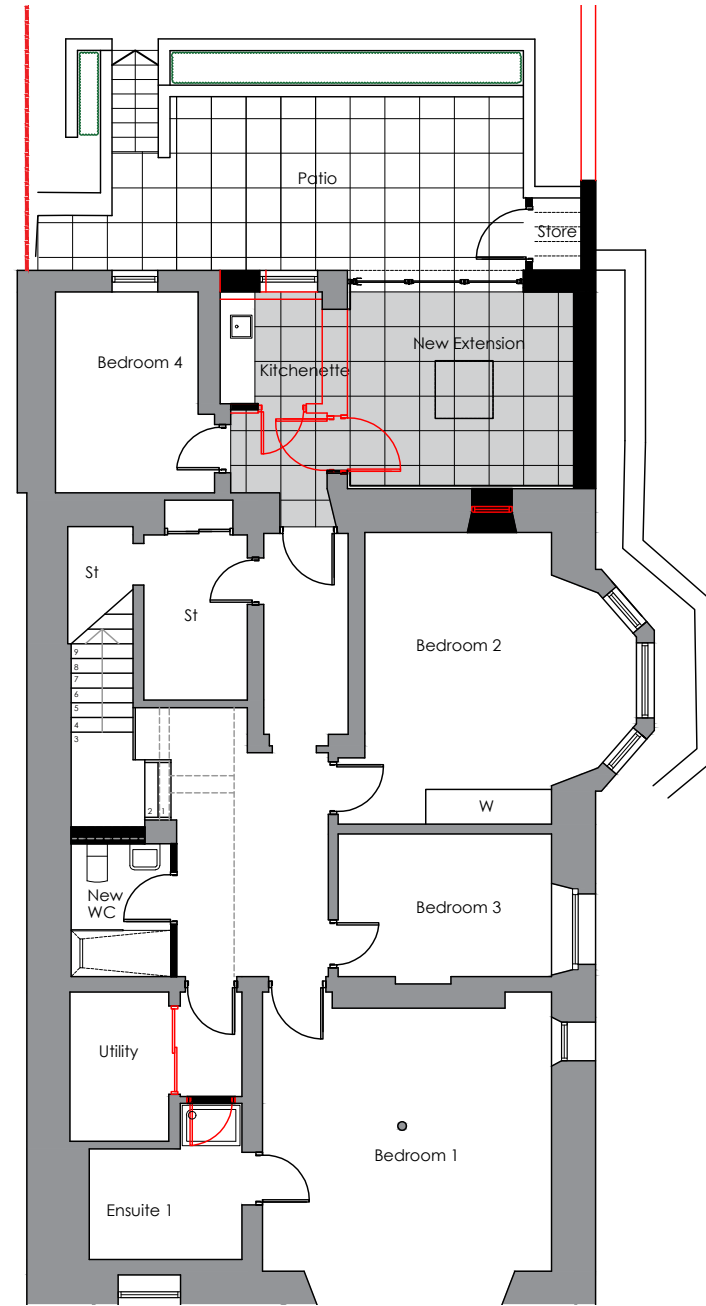 Patio
Store
New Extension
Bedroom 4
Kitchenette
St
St
Bedroom 2
9
8
7
6
5
4
3
2
1
W
New
WC
Bedroom 3
Utility
Bedroom 1
Ensuite 1